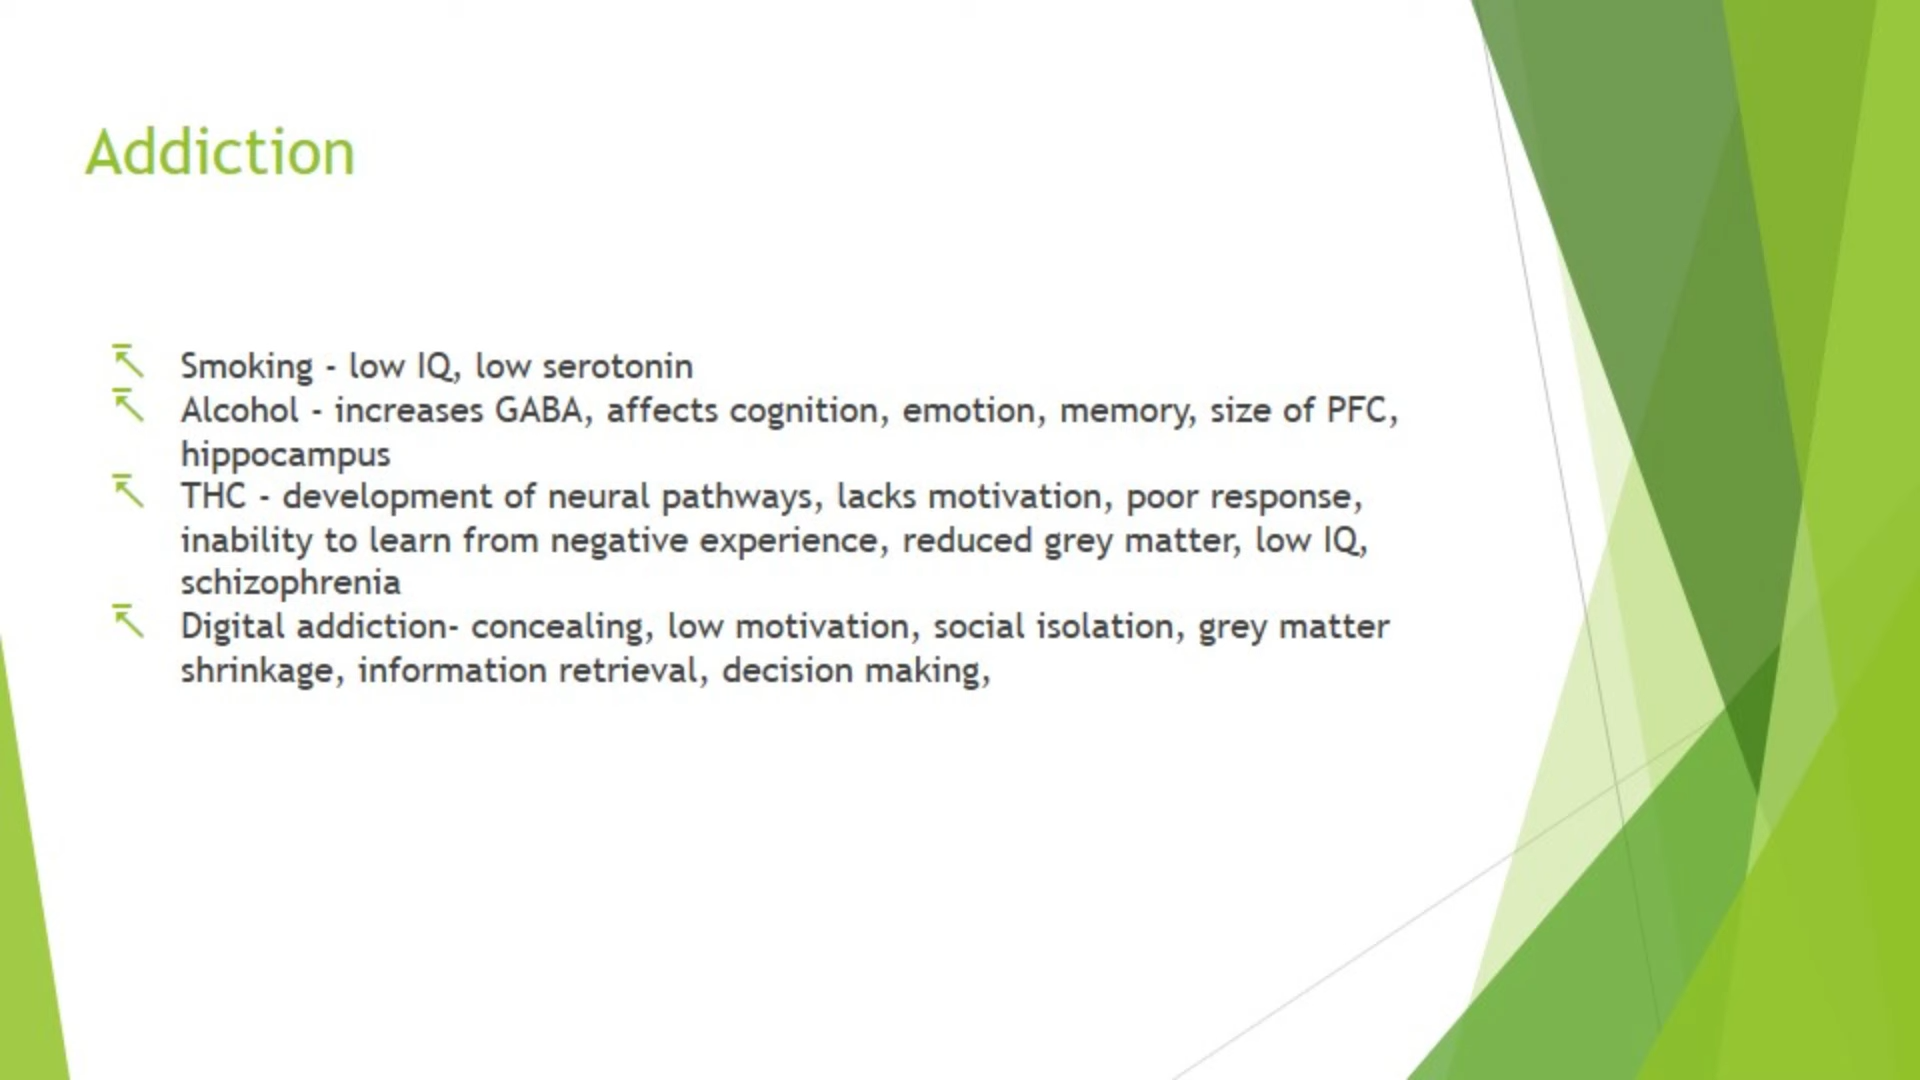 Addiction
Smoking - low IQ, low serotonin
Alcohol - increases GABA, affects cognition, emotion, memory, size of PFC,
hippocampus
THC - development of neural pathways, lacks motivation, poor response,
inability to learn from negative experience, reduced grey matter, low IQ,
schizophrenia
Digital addiction- concealing, low motivation, social isolation, grey matter
shrinkage, information retrieval, decision making,